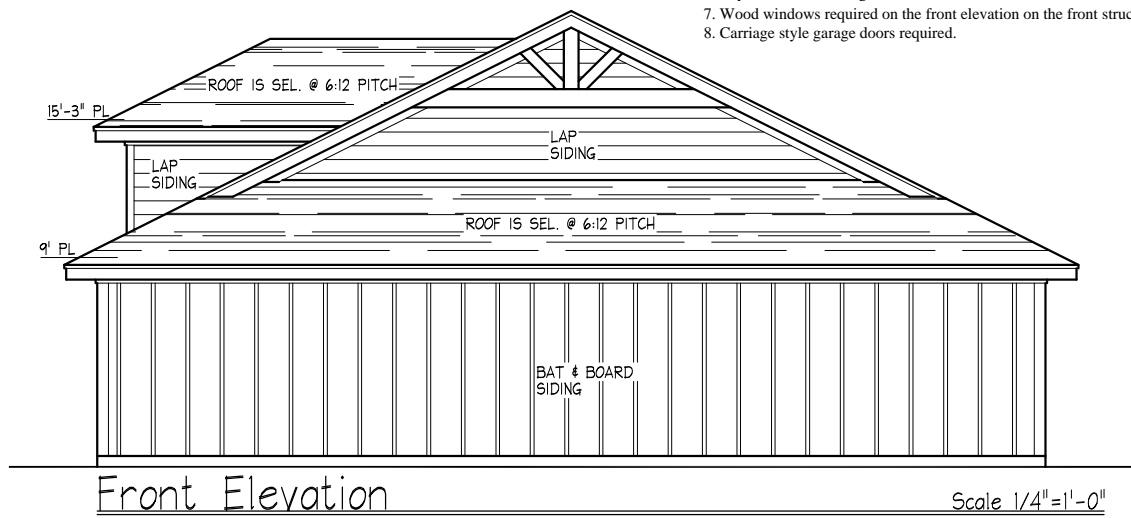 7. Wood windows required on the front elevation on the front struc
8. Carriage style garage doors required.
ROOF IS SEL. @ 6:12 PITCH
15'-3" PL
LAP
SIDING
LAP
SIDING
ROOF IS SEL. @ 6:12 PITCH
9' PL
BAT & BOARD
SIDING
Front Elevation
Scale 1/4"=1'-0"